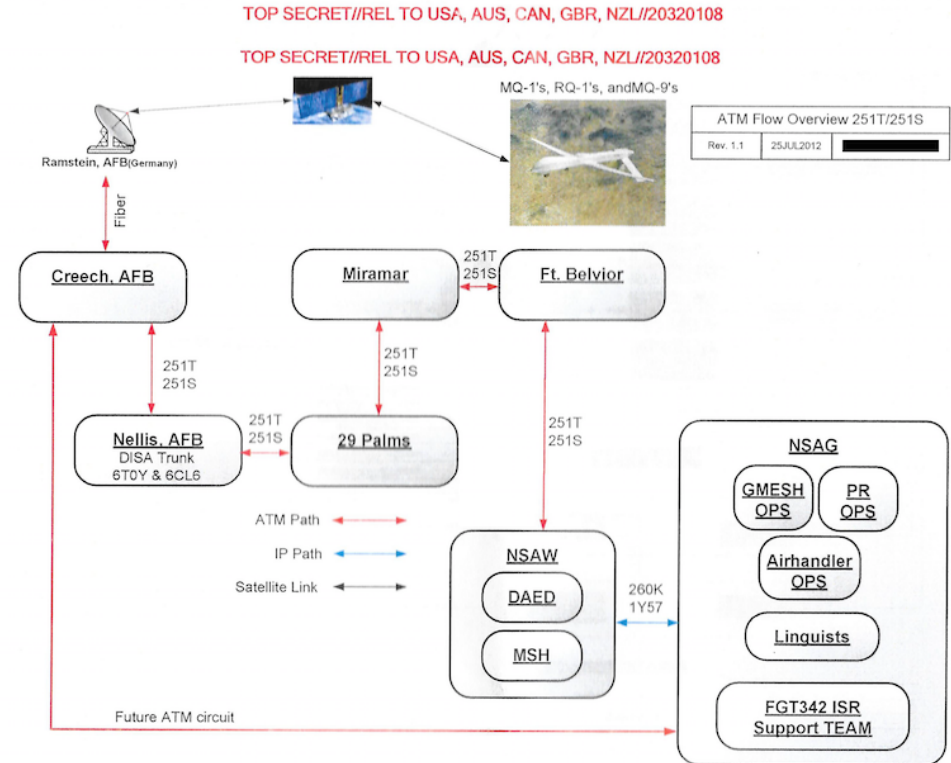 TOP SECRET//REL TO USA, AUS, CAN, GBR, NZL//20320108
TOP SECRET//REL TO USA, AUS, CAN, GBR, NZL//20320108
MQ-1's, RQ-1's, andMQ-9's
ATM Flow Overview 251T/251S
Rev. 1.1 25JUL2012
Ramstein, AFB(Germany)
Fiber
Creech, AFB
Miramar
251T
251S
Ft. Belvior
251T
251S
251T
251S
251T
251S
Nellis, AFB
DISA Trunk
6T0Y & 6CL6
251T
251S
29 Palms
ATM Path
IP Path
Satellite Link
NSAW
DAED
MSH
260K
1Y57
NSAG
GMESH
OPS
PR
OPS
Airhandler
OPS
Linguists
FGT342 ISR
Support TEAM
Future ATM circuit